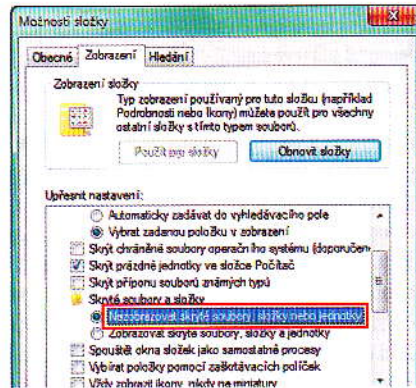 Možnosti složky
Obecné
Zobrazení
Hledání
Zobrazení složky
Typ zobrazení používaný pro tuto složku (například
Podrobnosti nebo Ikony) můžete použít pro všechny
ostatní složky s tímto typem souborů.
Použít pro složky
Obnovit složky
Upřesnit nastavení:
Automaticky zadávat do vyhledávacího pole
Vybrat zadanou položku v zobrazení
Skrýt chráněné soubory operačního systému (doporučen
Skrýt prázdné jednotky ve složce Počítač
Skrýt příponu souborů známých typů
Skryté soubory a složky
Nezobrazovat skryté soubory, složky nebo jednotky
Zobrazovat skryté soubory, složky a jednotky
Spouštět okna složek jako samostatné procesy
Vybírat položky pomocí zaškrtávacích políček
Vždy zobrazit ikony, nikdy ne miniatury